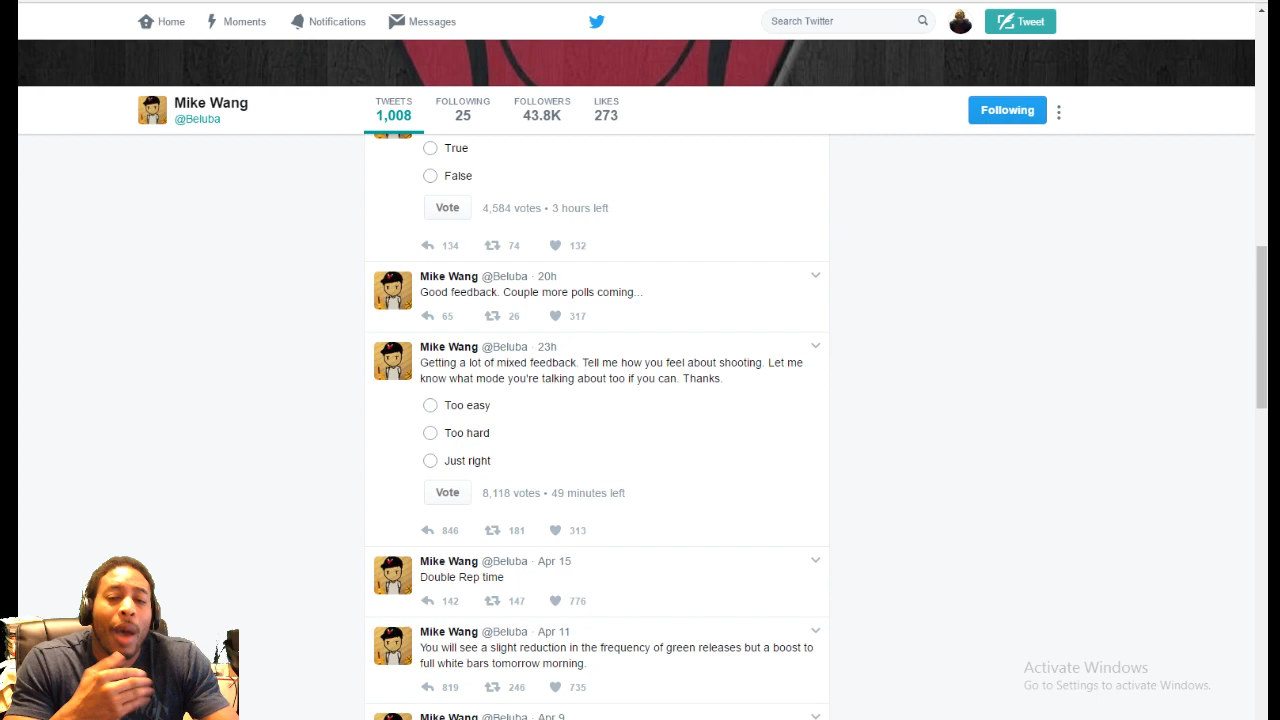 Home
Moments
Notifications
Messages
Search Twitter
Tweet
Mike Wang
@Beluba
TWEETS
1,008
FOLLOWING
25
FOLLOWERS
43.8K
LIKES
273
Following
True
False
Vote
4,584 votes • 3 hours left
134
74
132
Mike Wang @Beluba · 20h
Good feedback. Couple more polls coming...
65
26
317
Mike Wang @Beluba · 23h
Getting a lot of mixed feedback. Tell me how you feel about shooting. Let me
know what mode you're talking about too if you can. Thanks.
Too easy
Too hard
Just right
Vote
8,118 votes • 49 minutes left
846
181
313
Mike Wang @Beluba · Apr 15
Double Rep time
142
147
776
Mike Wang @Beluba · Apr 11
You will see a slight reduction in the frequency of green releases but a boost to
full white bars tomorrow morning.
819
246
735
Mike Wang @Beluba · Apr 9
Activate Windows
Go to Settings to activate Windows.